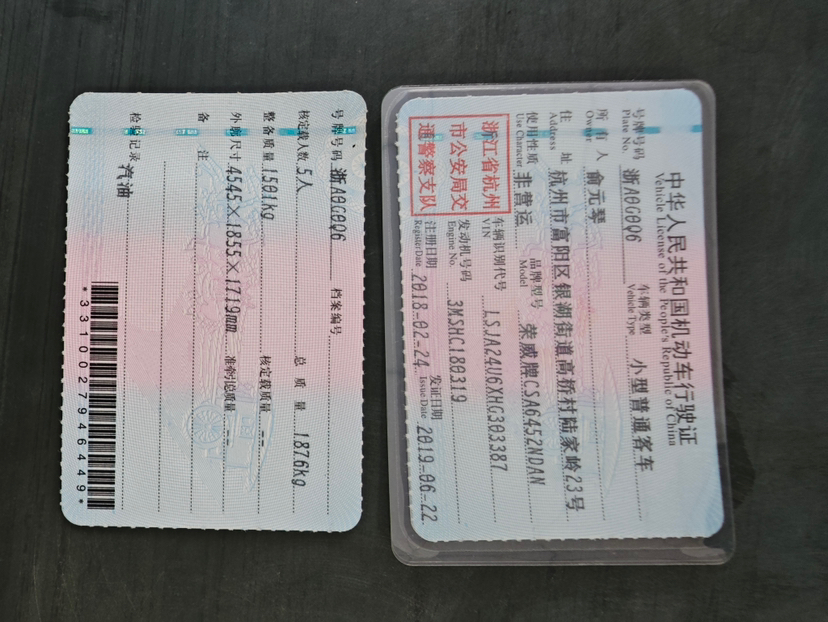 中华人民共和国机动车行驶证
Vehicle License of the People's Republic of China
号牌号码 浙A0G0Q6 车辆类型 小型普通客车
Plate No. Vehicle Type
所有人 俞元琴
Owner
住址 杭州市富阳区银湖街道高桥村陆家岭23号
Address
使用性质 非营运 品牌型号 荣威牌CSA6452NDAN
Use Character Model
浙江省杭州
市公安局交
通警察支队
车辆识别代号 LSJA24U6XHG303387
VIN
发动机号码 3MSHC180319
Engine No.
注册日期 2018-02-24 发证日期 2019-06-22
Register Date Issue Date
号牌号码 浙A0G0Q6 档案编号
核定载人数 5人 总质量 1876kg
整备质量 1501kg 核定载质量 --
外廓尺寸 4545×1855×1719mm 准牵引总质量 --
备注
检验记录 汽油
*3310027946449*